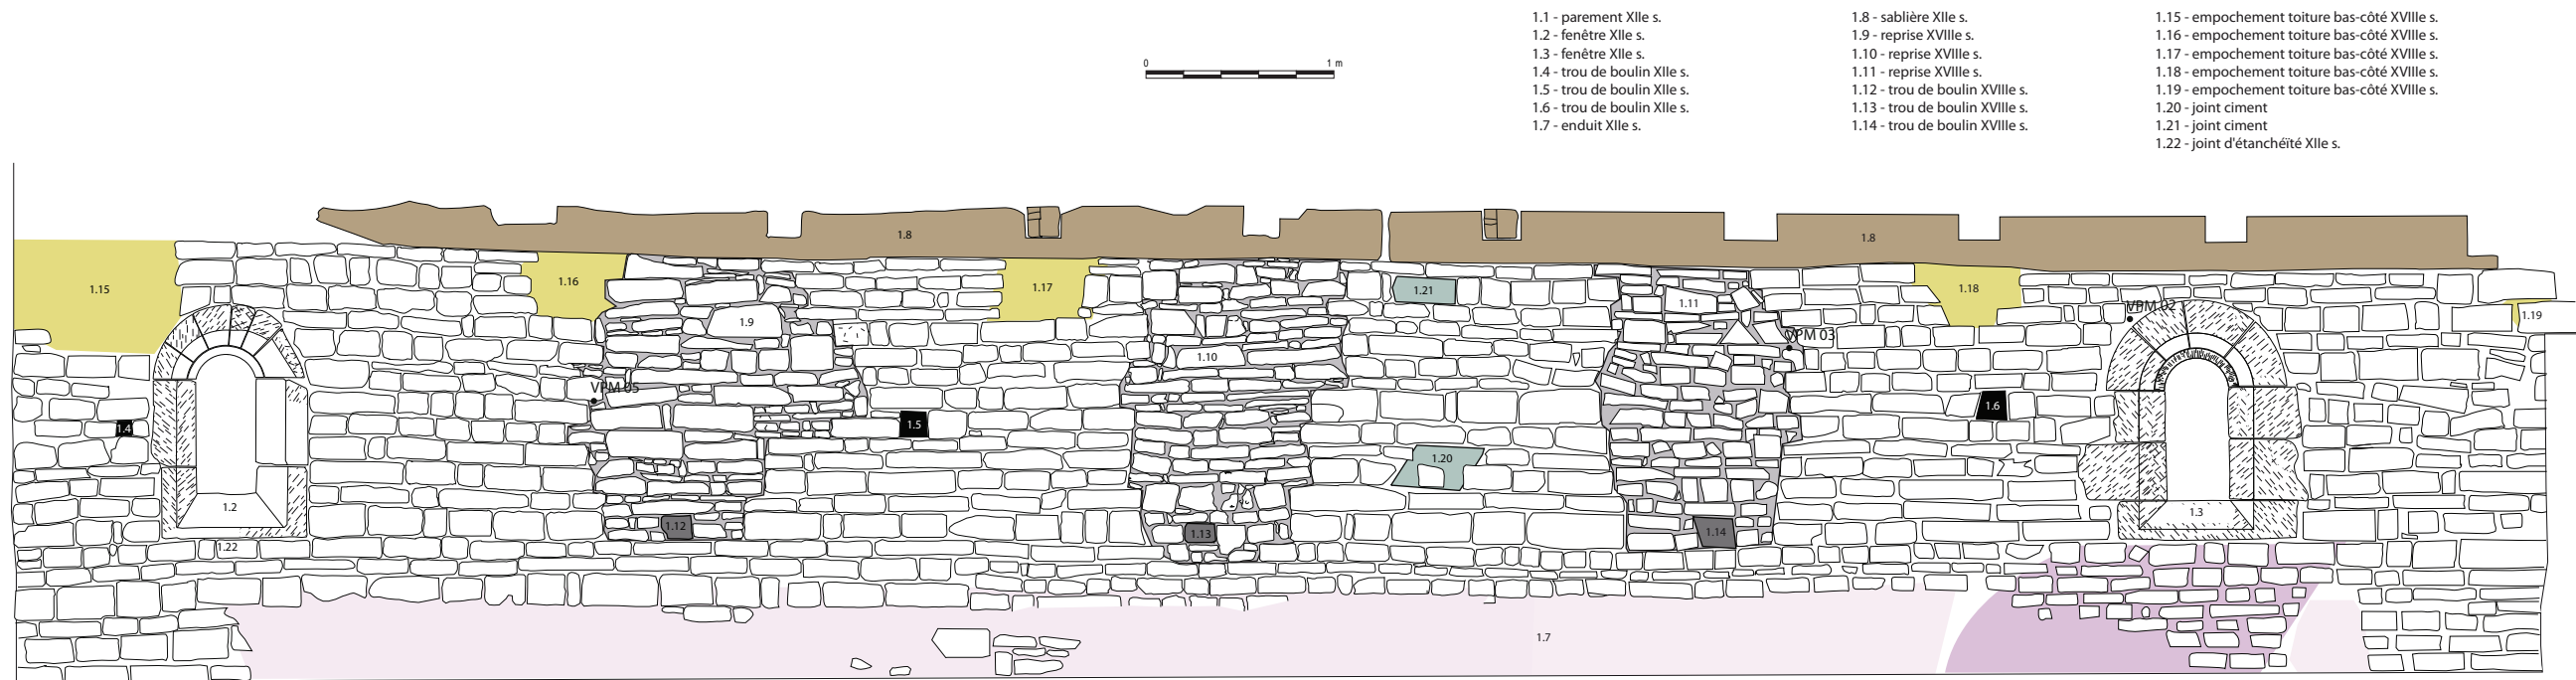 1.1 - parement XIIe s.
1.2 - fenêtre XIIe s.
1.3 - fenêtre XIIe s.
1.4 - trou de boulin XIIe s.
1.5 - trou de boulin XIIe s.
1.6 - trou de boulin XIIe s.
1.7 - enduit XIIe s.
1.8 - sablière XIIe s.
1.9 - reprise XVIIIe s.
1.10 - reprise XVIIIe s.
1.11 - reprise XVIIIe s.
1.12 - trou de boulin XVIIIe s.
1.13 - trou de boulin XVIIIe s.
1.14 - trou de boulin XVIIIe s.
1.15 - empochement toiture bas-côté XVIIIe s.
1.16 - empochement toiture bas-côté XVIIIe s.
1.17 - empochement toiture bas-côté XVIIIe s.
1.18 - empochement toiture bas-côté XVIIIe s.
1.19 - empochement toiture bas-côté XVIIIe s.
1.20 - joint ciment
1.21 - joint ciment
1.22 - joint d'étanchéïté XIIe s.
0 1 m
1.8
1.8
1.15
1.16
1.17
1.21
1.18
1.11
VPM 02
1.19
1.9
VPM 03
1.10
VPM 05
1.6
1.4
1.5
1.20
1.2
1.3
1.12
1.13
1.14
1.22
1.7